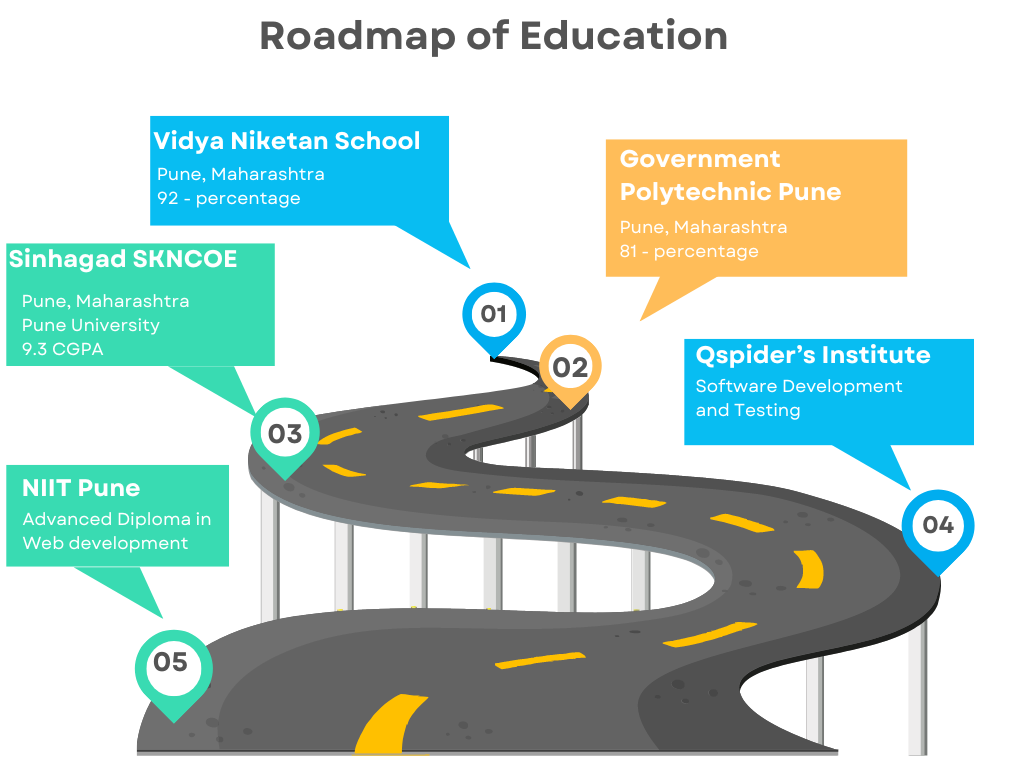 Roadmap of Education
Vidya Niketan School
Pune, Maharashtra
92 - percentage
Government
Polytechnic Pune
Pune, Maharashtra
81 - percentage
Sinhagad SKNCOE
Pune, Maharashtra
Pune University
9.3 CGPA
01
02
Qspider’s Institute
Software Development
and Testing
03
NIIT Pune
Advanced Diploma in
Web development
04
05